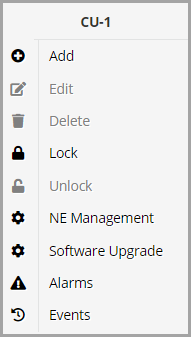 CU-1
Add
Edit
Delete
Lock
Unlock
NE Management
Software Upgrade
Alarms
Events